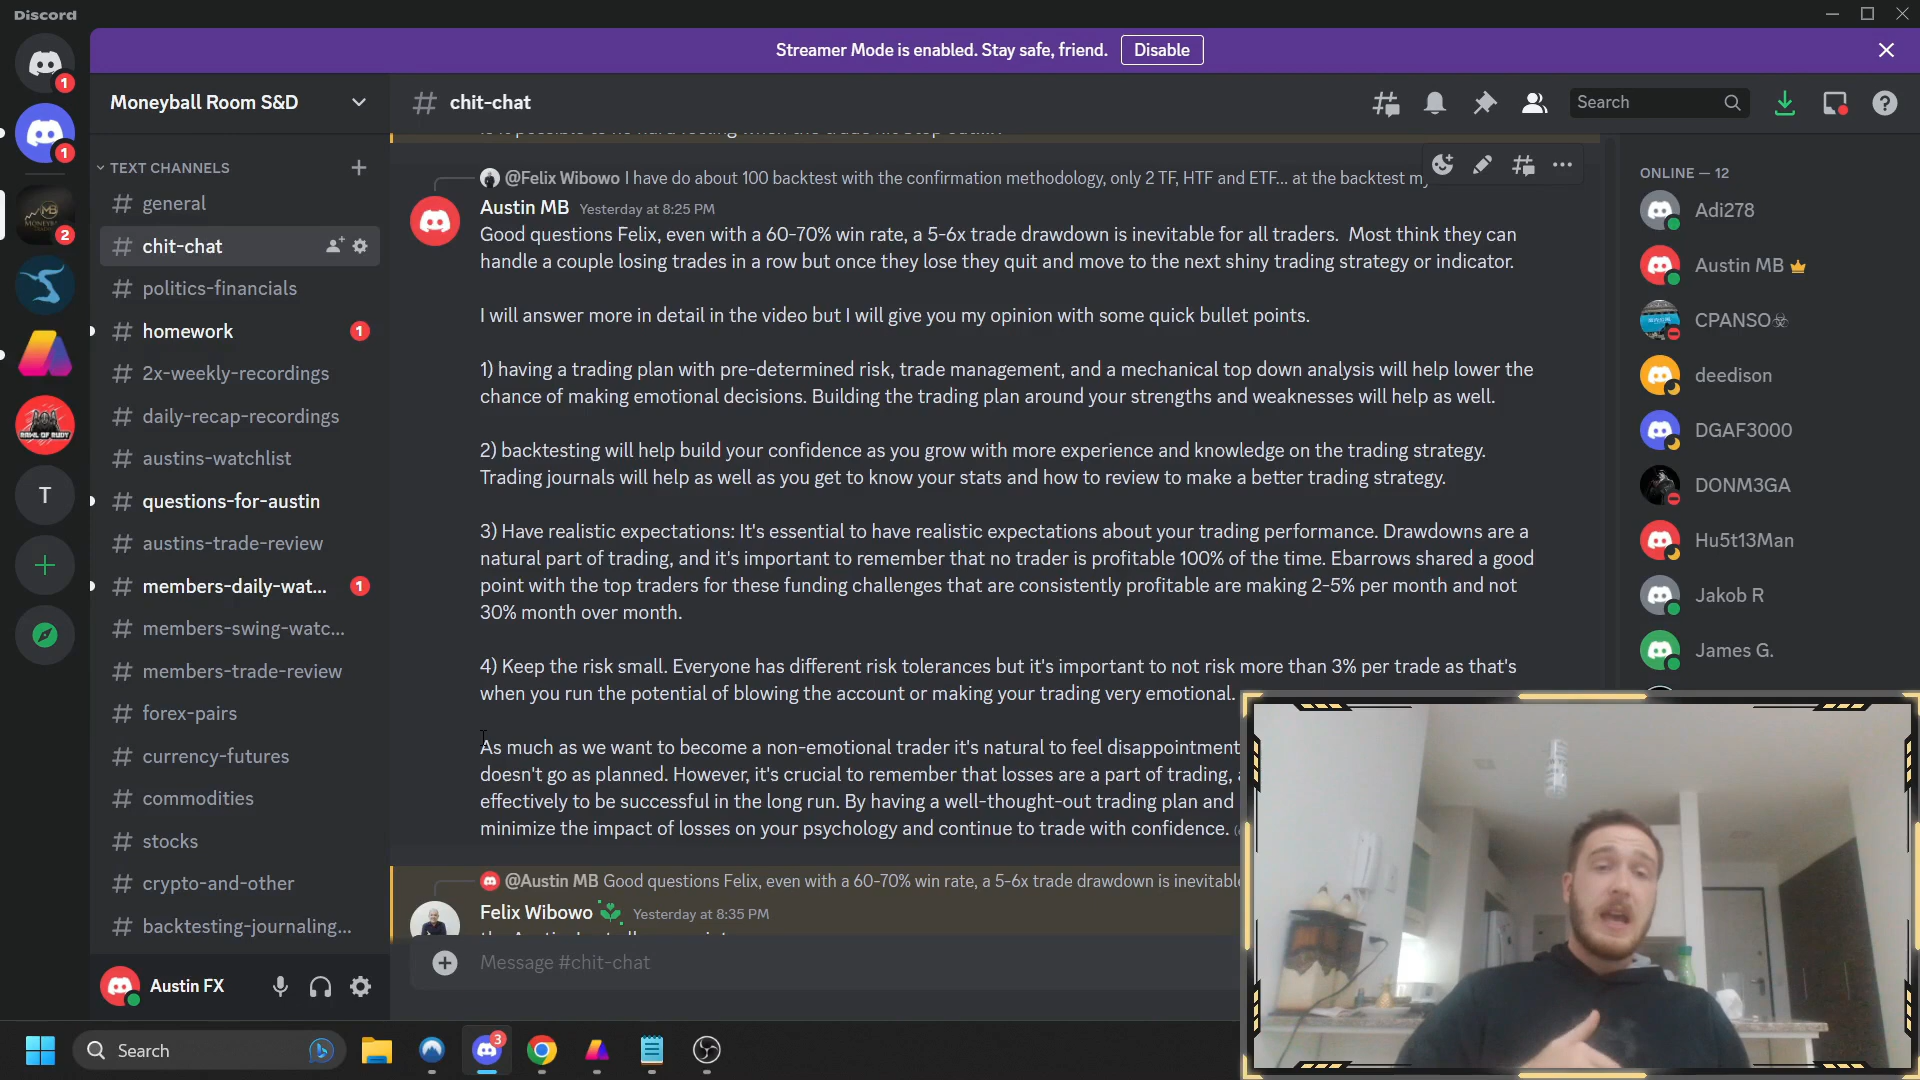 Discord
Streamer Mode is enabled. Stay safe, friend.
Disable
1
1
2
T
Moneyball Room S&D
TEXT CHANNELS
general
chit-chat
politics-financials
homework
1
2x-weekly-recordings
daily-recap-recordings
austins-watchlist
questions-for-austin
austins-trade-review
members-daily-wat...
1
members-swing-watc...
members-trade-review
forex-pairs
currency-futures
commodities
stocks
crypto-and-other
backtesting-journaling...
Austin FX
chit-chat
Search
@Felix Wibowo I have do about 100 backtest with the confirmation methodology, only 2 TF, HTF and ETF... at the backtest my
Austin MB Yesterday at 8:25 PM
Good questions Felix, even with a 60-70% win rate, a 5-6x trade drawdown is inevitable for all traders. Most think they can
handle a couple losing trades in a row but once they lose they quit and move to the next shiny trading strategy or indicator.
I will answer more in detail in the video but I will give you my opinion with some quick bullet points.
1) having a trading plan with pre-determined risk, trade management, and a mechanical top down analysis will help lower the
chance of making emotional decisions. Building the trading plan around your strengths and weaknesses will help as well.
2) backtesting will help build your confidence as you grow with more experience and knowledge on the trading strategy.
Trading journals will help as well as you get to know your stats and how to review to make a better trading strategy.
3) Have realistic expectations: It's essential to have realistic expectations about your trading performance. Drawdowns are a
natural part of trading, and it's important to remember that no trader is profitable 100% of the time. Ebarrows shared a good
point with the top traders for these funding challenges that are consistently profitable are making 2-5% per month and not
30% month over month.
4) Keep the risk small. Everyone has different risk tolerances but it's important to not risk more than 3% per trade as that's
when you run the potential of blowing the account or making your trading very emotional.
As much as we want to become a non-emotional trader it's natural to feel disappointment
doesn't go as planned. However, it's crucial to remember that losses are a part of trading,
effectively to be successful in the long run. By having a well-thought-out trading plan and
minimize the impact of losses on your psychology and continue to trade with confidence.
@Austin MB Good questions Felix, even with a 60-70% win rate, a 5-6x trade drawdown is inevitable
Felix Wibowo Yesterday at 8:35 PM
Message #chit-chat
ONLINE — 12
Adi278
Austin MB
CPANSO☣
deedison
DGAF3000
DONM3GA
Hu5t13Man
Jakob R
James G.
Search
3